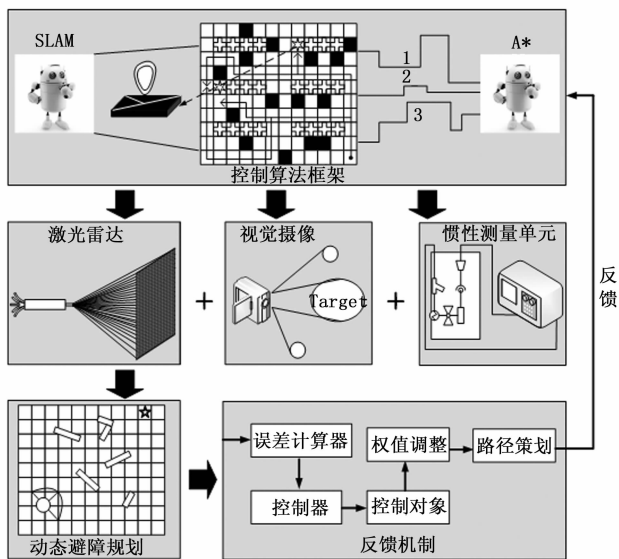 SLAM
A*
1
2
3
控制算法框架
激光雷达
视觉摄像
惯性测量单元
Target
+
+
反馈
动态避障规划
误差计算器
权值调整
路径策划
控制器
控制对象
反馈机制